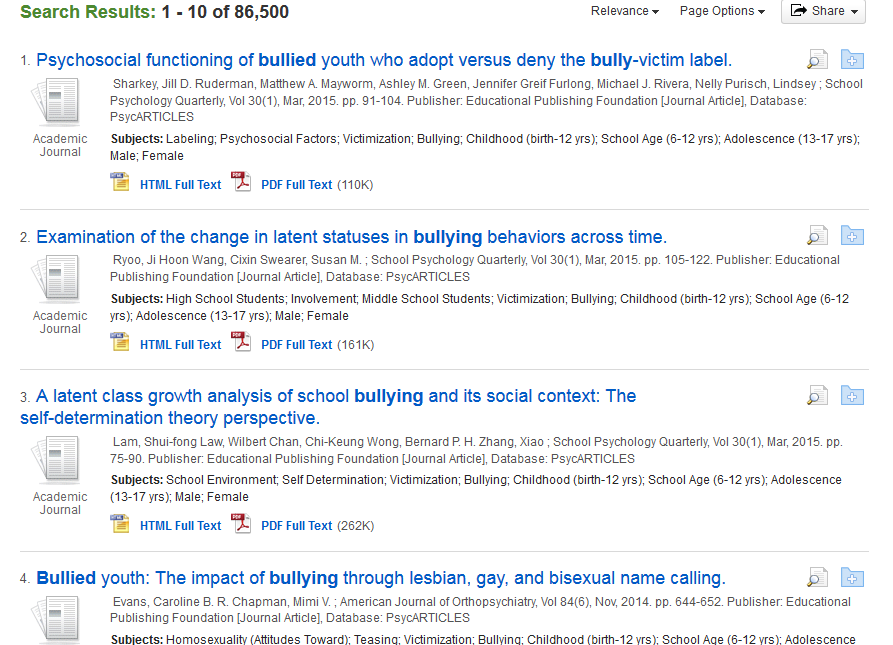 Search Results: 1 - 10 of 86,500
Relevance Page Options Share
1. Psychosocial functioning of bullied youth who adopt versus deny the bully-victim label.
Sharkey, Jill D. Ruderman, Matthew A. Mayworm, Ashley M. Green, Jennifer Greif Furlong, Michael J. Rivera, Nelly Purisch, Lindsey ; School
Psychology Quarterly, Vol 30(1), Mar, 2015. pp. 91-104. Publisher: Educational Publishing Foundation [Journal Article], Database:
PsycARTICLES
Academic
Journal
Subjects: Labeling; Psychosocial Factors; Victimization; Bullying; Childhood (birth-12 yrs); School Age (6-12 yrs); Adolescence (13-17 yrs);
Male; Female
HTML Full Text PDF Full Text (110K)
2. Examination of the change in latent statuses in bullying behaviors across time.
Ryoo, Ji Hoon Wang, Cixin Swearer, Susan M. ; School Psychology Quarterly, Vol 30(1), Mar, 2015. pp. 105-122. Publisher: Educational
Publishing Foundation [Journal Article], Database: PsycARTICLES
Academic
Journal
Subjects: High School Students; Involvement; Middle School Students; Victimization; Bullying; Childhood (birth-12 yrs); School Age (6-12
yrs); Adolescence (13-17 yrs); Male; Female
HTML Full Text PDF Full Text (161K)
3. A latent class growth analysis of school bullying and its social context: The
self-determination theory perspective.
Lam, Shui-fong Law, Wilbert Chan, Chi-Keung Wong, Bernard P. H. Zhang, Xiao ; School Psychology Quarterly, Vol 30(1), Mar, 2015. pp.
75-90. Publisher: Educational Publishing Foundation [Journal Article], Database: PsycARTICLES
Academic
Journal
Subjects: School Environment; Self Determination; Victimization; Bullying; Childhood (birth-12 yrs); School Age (6-12 yrs); Adolescence
(13-17 yrs); Male; Female
HTML Full Text PDF Full Text (262K)
4. Bullied youth: The impact of bullying through lesbian, gay, and bisexual name calling.
Evans, Caroline B. R. Chapman, Mimi V. ; American Journal of Orthopsychiatry, Vol 84(6), Nov, 2014. pp. 644-652. Publisher: Educational
Publishing Foundation [Journal Article], Database: PsycARTICLES
Subjects: Homosexuality (Attitudes Toward); Teasing; Victimization; Bullying; Childhood (birth-12 yrs); School Age (6-12 yrs); Adolescence